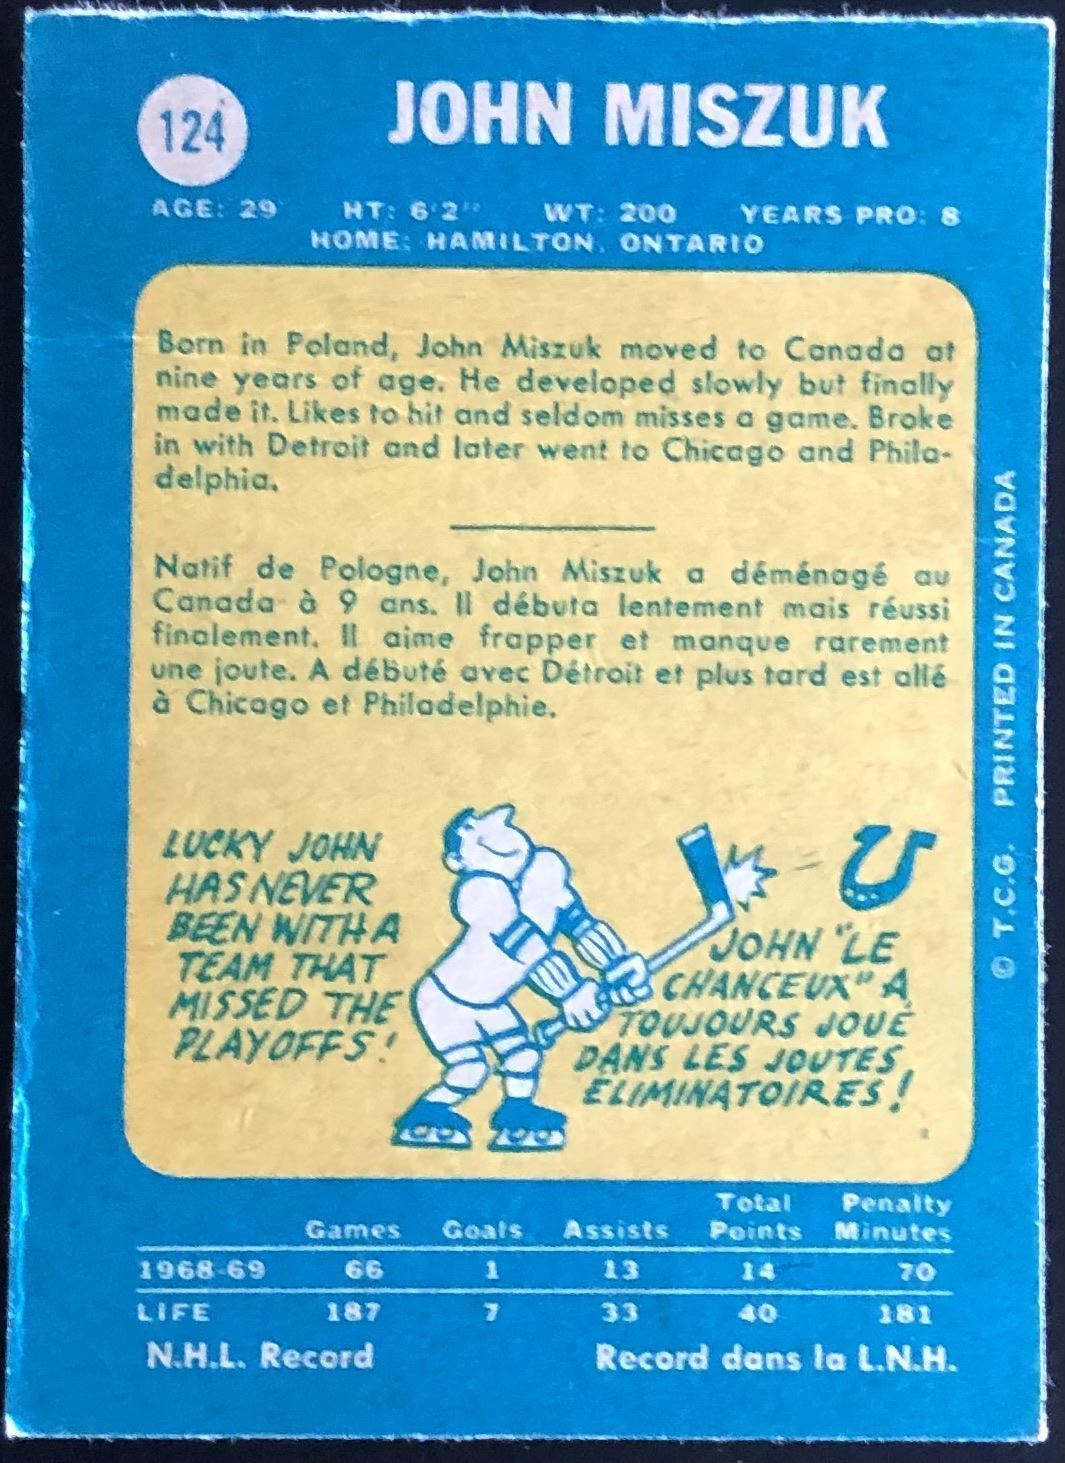 124
JOHN MISZUK
AGE: 29 HT: 6'2" WT: 200 YEARS PRO: 8
HOME: HAMILTON, ONTARIO
Born in Poland, John Miszuk moved to Canada at
nine years of age. He developed slowly but finally
made it. Likes to hit and seldom misses a game. Broke
in with Detroit and later went to Chicago and Phila-
delphia.
Natif de Pologne, John Miszuk a déménagé au
Canada à 9 ans. Il débuta lentement mais réussi
finalement. Il aime frapper et manque rarement
une joute. A débuté avec Détroit et plus tard est allé
à Chicago et Philadelphie.
LUCKY JOHN
HAS NEVER
BEEN WITH A
TEAM THAT
MISSED THE
PLAYOFFS!
JOHN "LE
CHANCEUX" A
TOUJOURS JOUÉ
DANS LES JOUTES
ÉLIMINATOIRES!
© T.C.G. PRINTED IN CANADA
Games Goals Assists Total Points Penalty Minutes
1968-69 66 1 13 14 70
LIFE 187 7 33 40 181
N.H.L. Record Record dans la L.N.H.